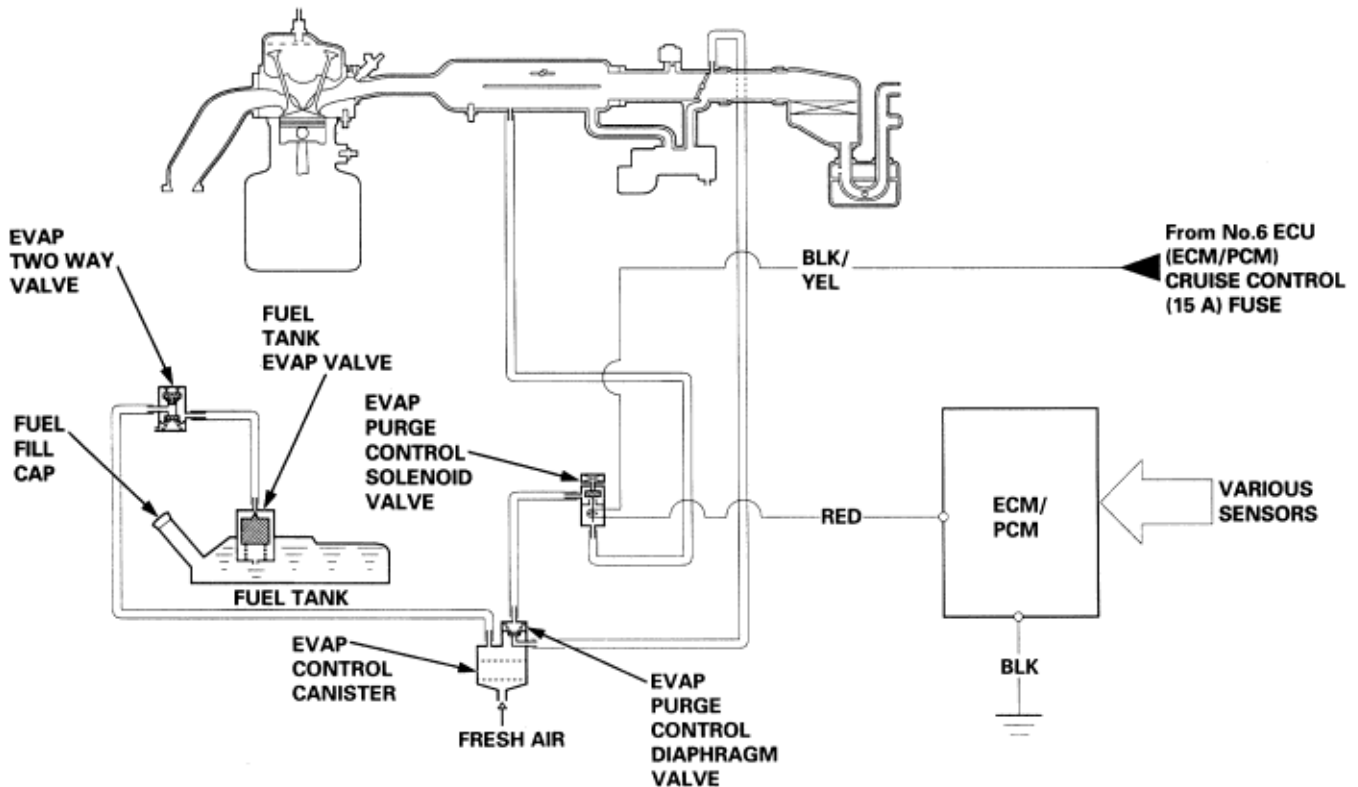 EVAP
TWO WAY
VALVE
FUEL
TANK
EVAP VALVE
FUEL
FILL
CAP
FUEL TANK
EVAP
PURGE
CONTROL
SOLENOID
VALVE
BLK/
YEL
From No.6 ECU
(ECM/PCM)
CRUISE CONTROL
(15 A) FUSE
RED
ECM/
PCM
VARIOUS
SENSORS
BLK
EVAP
CONTROL
CANISTER
FRESH AIR
EVAP
PURGE
CONTROL
DIAPHRAGM
VALVE